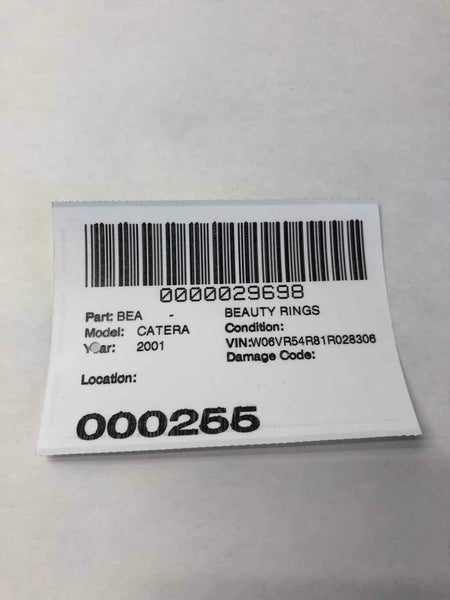 0000029698
Part: BEA - BEAUTY RINGS
Model: CATERA Condition:
Year: 2001 VIN:W06VR54R81R028306
Damage Code:
Location:
000255